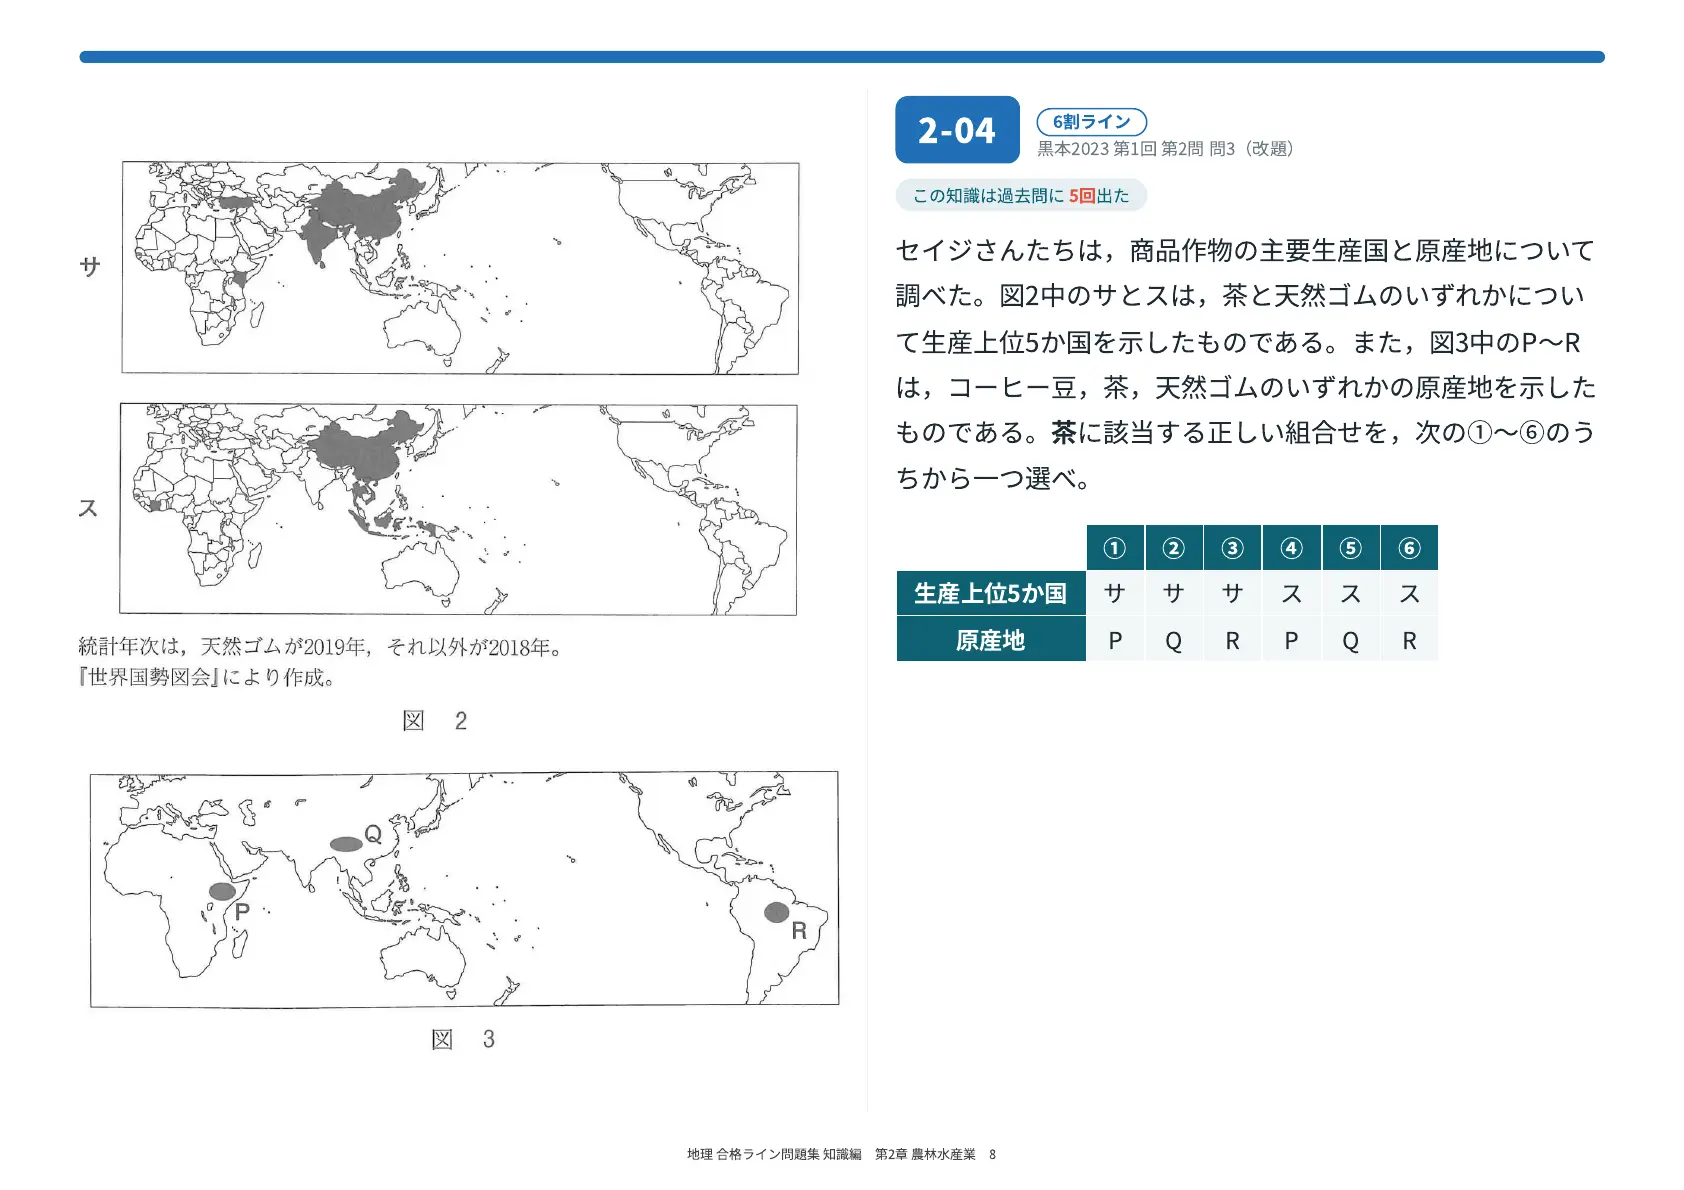 サ
ス
統計年次は，天然ゴムが2019年，それ以外が2018年。
『世界国勢図会』により作成。
図 2
Q
P
R
図 3
2-04
6割ライン
黒本2023 第1回 第2問 問3（改題）
この知識は過去問に 5回出た
セイジさんたちは，商品作物の主要生産国と原産地について
調べた。図2中のサとスは，茶と天然ゴムのいずれかについ
て生産上位5か国を示したものである。また，図3中のP〜R
は，コーヒー豆，茶，天然ゴムのいずれかの原産地を示した
ものである。茶に該当する正しい組合せを，次の①〜⑥のう
ちから一つ選べ。
① ② ③ ④ ⑤ ⑥
生産上位5か国 サ サ サ ス ス ス
原産地 P Q R P Q R
地理 合格ライン問題集 知識編 第2章 農林水産業 8